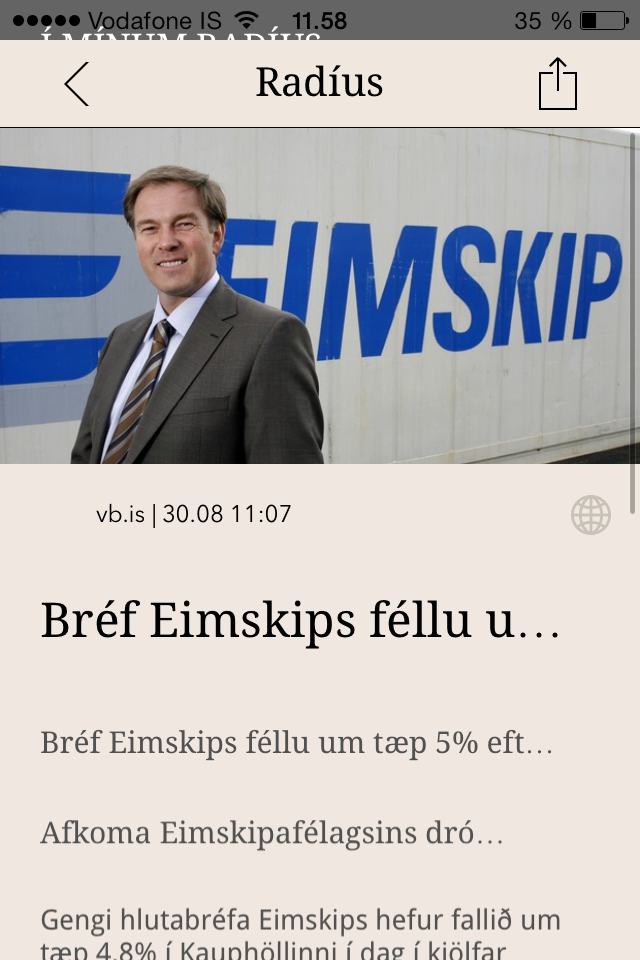 Vodafone IS 11.58 35 %
Í MÍNUM RADÍUS
Radíus
EIMSKIP
vb.is | 30.08 11:07
Bréf Eimskips féllu u...
Bréf Eimskips féllu um tæp 5% eft...
Afkoma Eimskipafélagsins dró...
Gengi hlutabréfa Eimskips hefur fallið um
tæp 4,8% í Kauphöllinni í dag í kjölfar